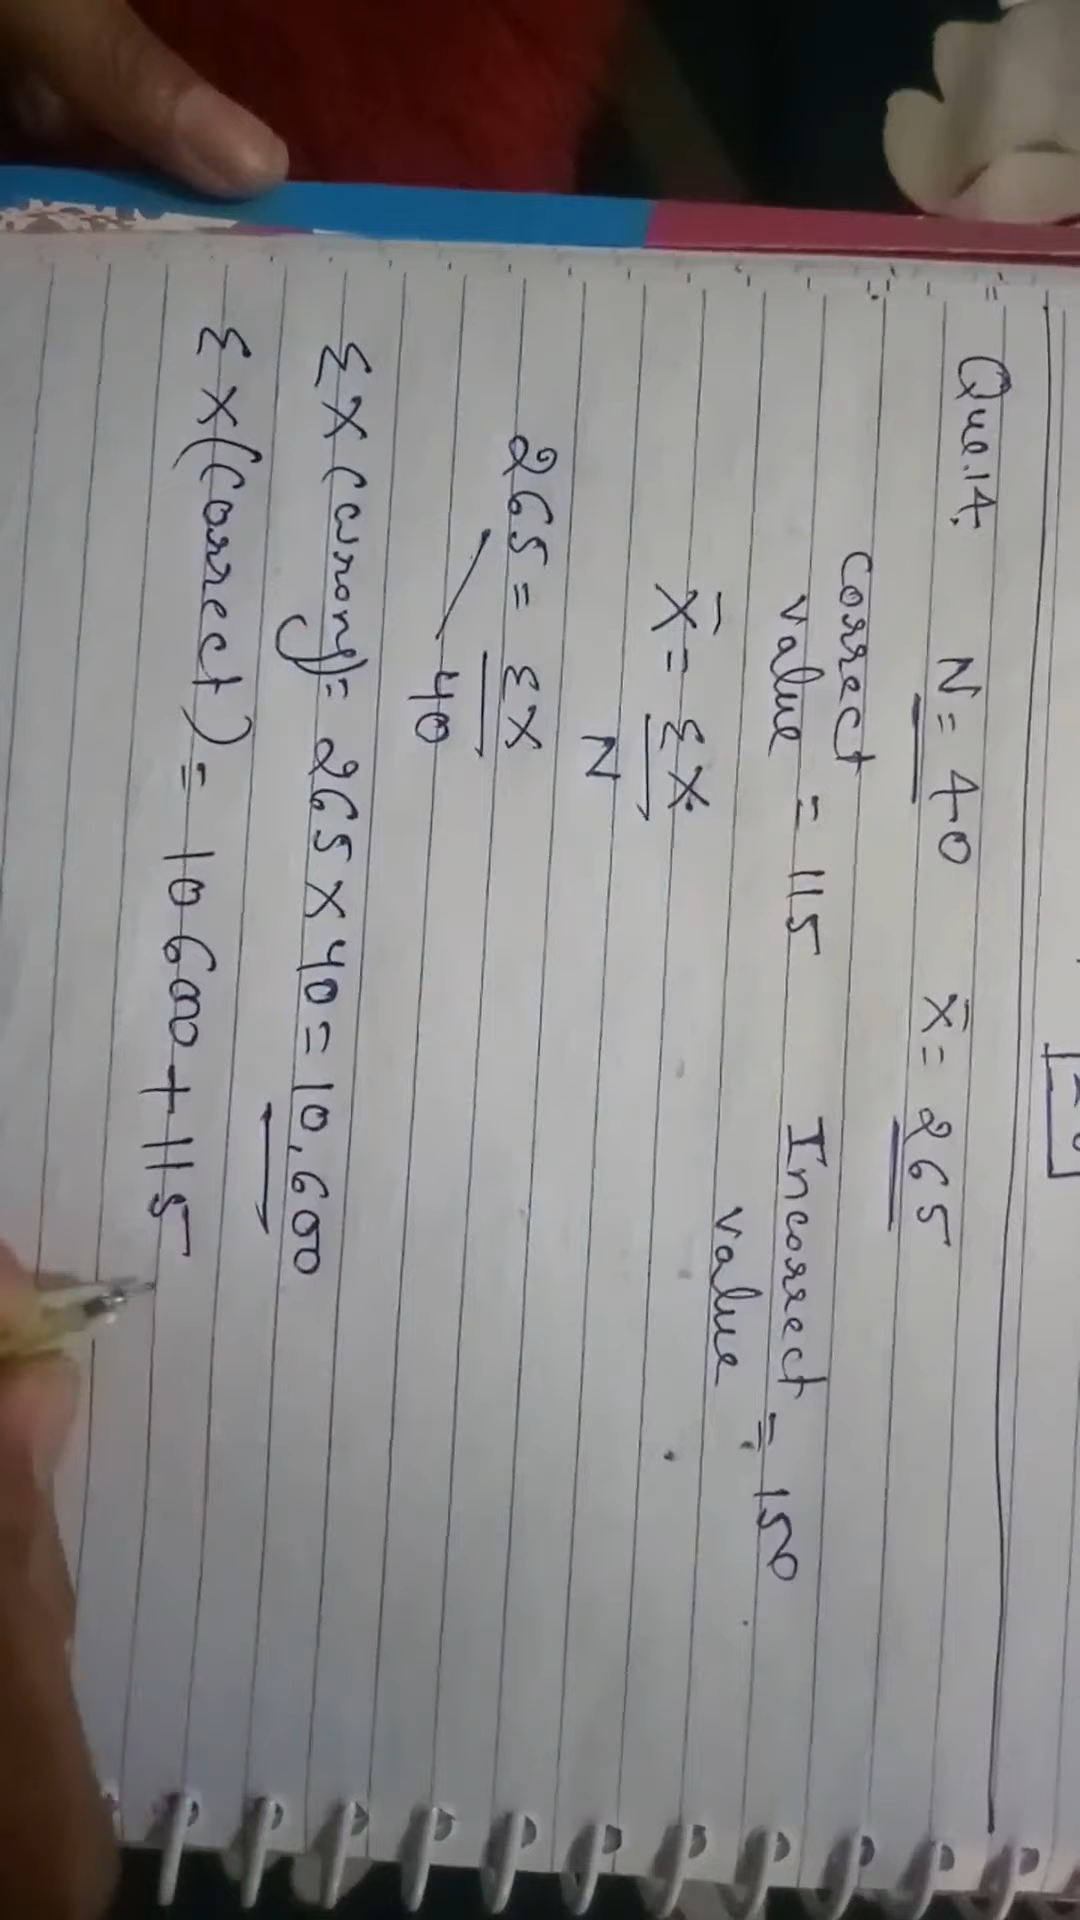 Que.14. N = 40 x̄ = 265
correct value = 115 Incorrect value = 150
x̄ = Σx
N
265 = Σx
40
Σx (wrong) = 265 x 40 = 10,600
Σx (correct) = 10600 + 115